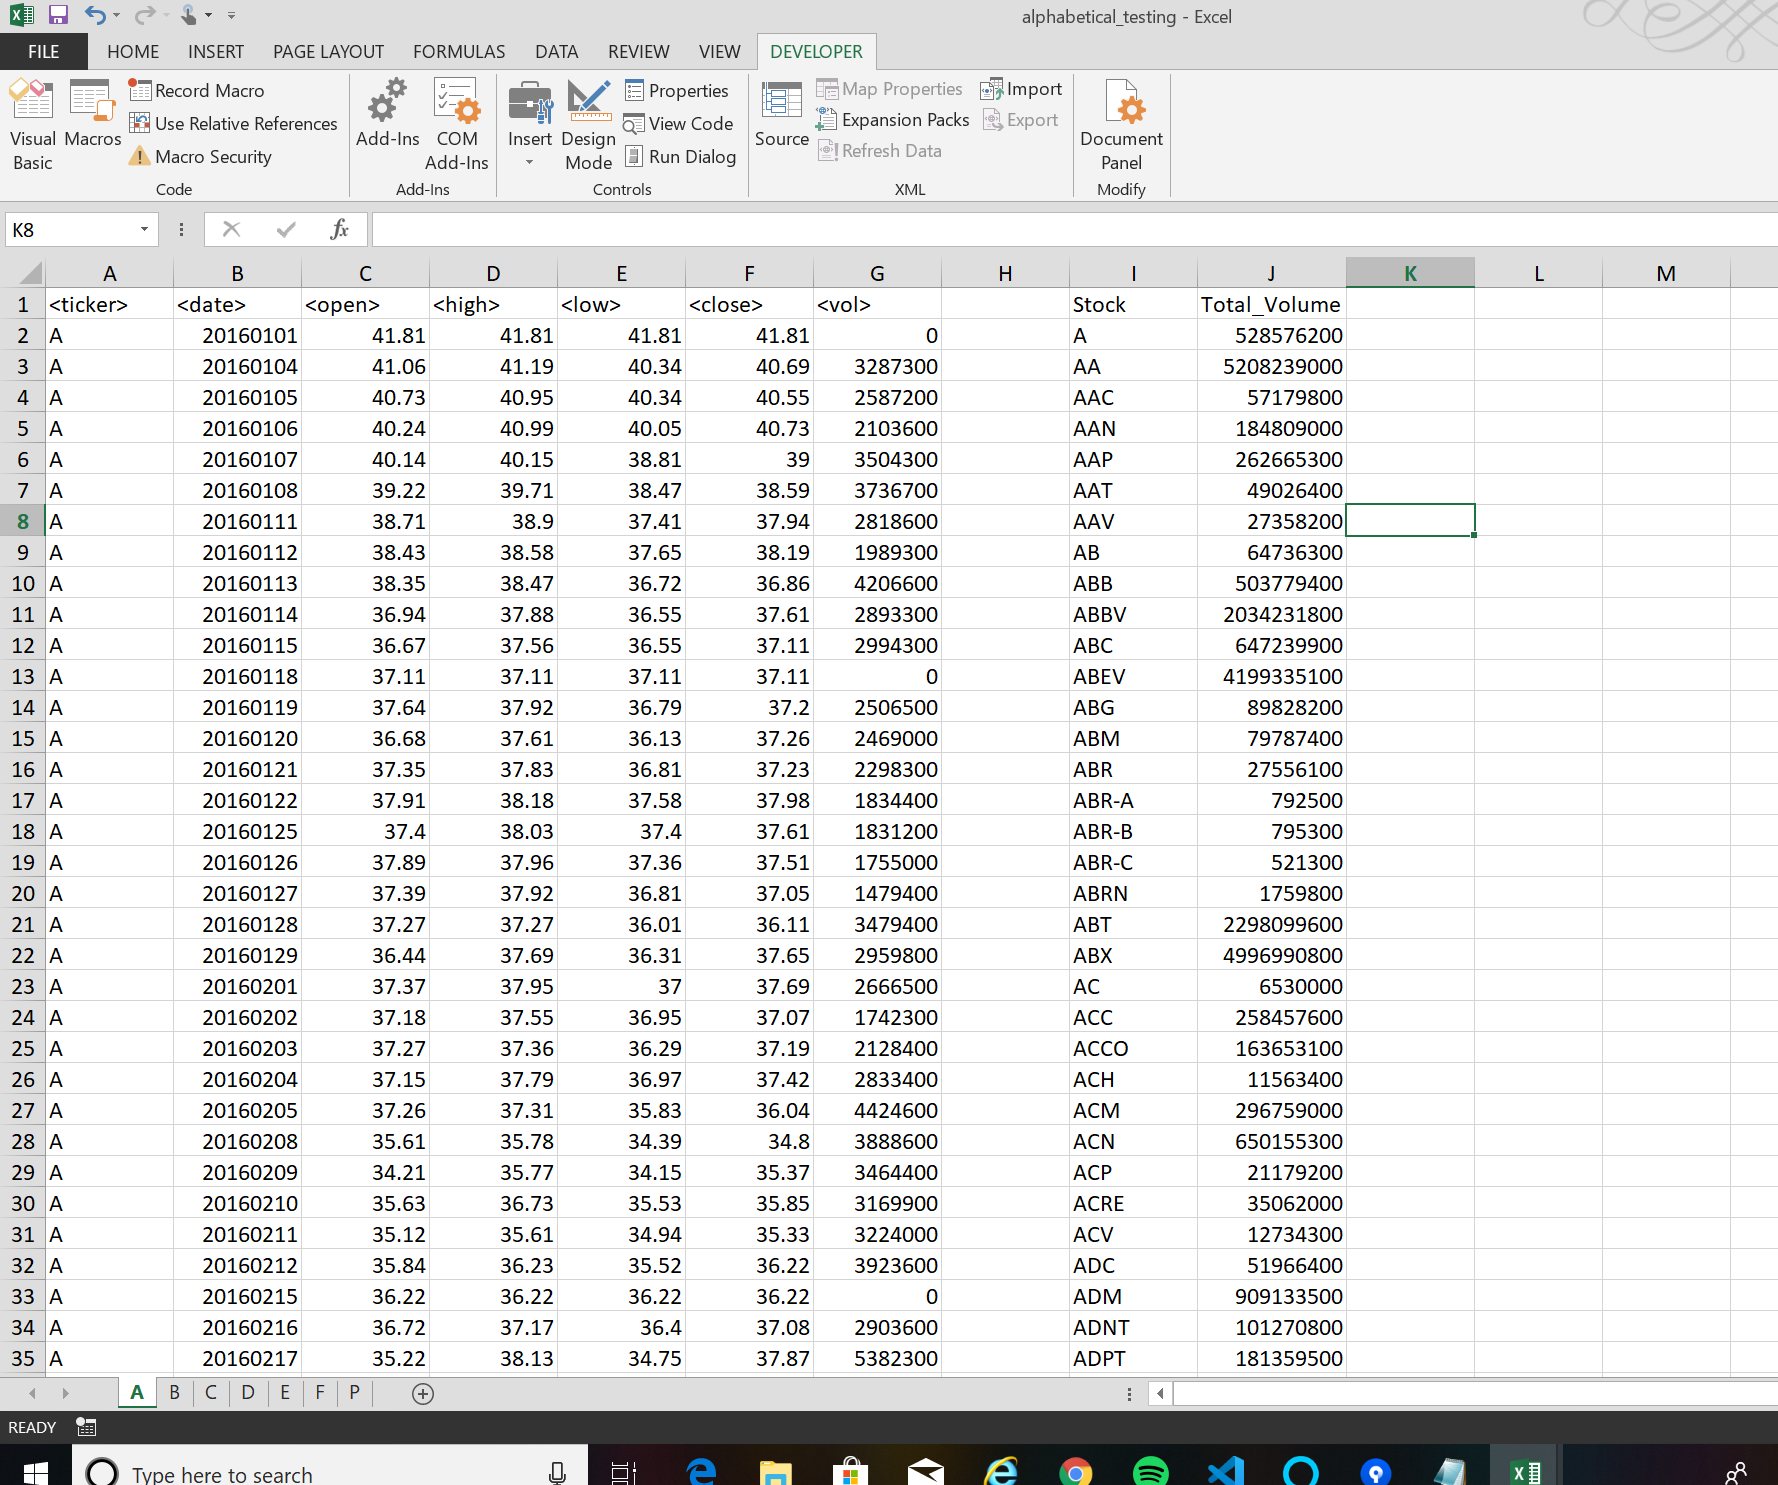 alphabetical_testing - Excel
FILE HOME INSERT PAGE LAYOUT FORMULAS DATA REVIEW VIEW DEVELOPER
Visual Basic
Macros
Record Macro
Use Relative References
Macro Security
Code
Add-Ins
COM Add-Ins
Add-Ins
Insert
Design Mode
Properties
View Code
Run Dialog
Controls
Source
Map Properties
Expansion Packs
Refresh Data
Import
Export
XML
Document Panel
Modify
K8 fx
A B C D E F G H I J K L M
1 <ticker> <date> <open> <high> <low> <close> <vol> Stock Total_Volume
2 A 20160101 41.81 41.81 41.81 41.81 0 A 528576200
3 A 20160104 41.06 41.19 40.34 40.69 3287300 AA 5208239000
4 A 20160105 40.73 40.95 40.34 40.55 2587200 AAC 57179800
5 A 20160106 40.24 40.99 40.05 40.73 2103600 AAN 184809000
6 A 20160107 40.14 40.15 38.81 39 3504300 AAP 262665300
7 A 20160108 39.22 39.71 38.47 38.59 3736700 AAT 49026400
8 A 20160111 38.71 38.9 37.41 37.94 2818600 AAV 27358200
9 A 20160112 38.43 38.58 37.65 38.19 1989300 AB 64736300
10 A 20160113 38.35 38.47 36.72 36.86 4206600 ABB 503779400
11 A 20160114 36.94 37.88 36.55 37.61 2893300 ABBV 2034231800
12 A 20160115 36.67 37.56 36.55 37.11 2994300 ABC 647239900
13 A 20160118 37.11 37.11 37.11 37.11 0 ABEV 4199335100
14 A 20160119 37.64 37.92 36.79 37.2 2506500 ABG 89828200
15 A 20160120 36.68 37.61 36.13 37.26 2469000 ABM 79787400
16 A 20160121 37.35 37.83 36.81 37.23 2298300 ABR 27556100
17 A 20160122 37.91 38.18 37.58 37.98 1834400 ABR-A 792500
18 A 20160125 37.4 38.03 37.4 37.61 1831200 ABR-B 795300
19 A 20160126 37.89 37.96 37.36 37.51 1755000 ABR-C 521300
20 A 20160127 37.39 37.92 36.81 37.05 1479400 ABRN 1759800
21 A 20160128 37.27 37.27 36.01 36.11 3479400 ABT 2298099600
22 A 20160129 36.44 37.69 36.31 37.65 2959800 ABX 4996990800
23 A 20160201 37.37 37.95 37 37.69 2666500 AC 6530000
24 A 20160202 37.18 37.55 36.95 37.07 1742300 ACC 258457600
25 A 20160203 37.27 37.36 36.29 37.19 2128400 ACCO 163653100
26 A 20160204 37.15 37.79 36.97 37.42 2833400 ACH 11563400
27 A 20160205 37.26 37.31 35.83 36.04 4424600 ACM 296759000
28 A 20160208 35.61 35.78 34.39 34.8 3888600 ACN 650155300
29 A 20160209 34.21 35.77 34.15 35.37 3464400 ACP 21179200
30 A 20160210 35.63 36.73 35.53 35.85 3169900 ACRE 35062000
31 A 20160211 35.12 35.61 34.94 35.33 3224000 ACV 12734300
32 A 20160212 35.84 36.23 35.52 36.22 3923600 ADC 51966400
33 A 20160215 36.22 36.22 36.22 36.22 0 ADM 909133500
34 A 20160216 36.72 37.17 36.4 37.08 2903600 ADNT 101270800
35 A 20160217 35.22 38.13 34.75 37.87 5382300 ADPT 181359500
A B C D E F P
READY
Type here to search